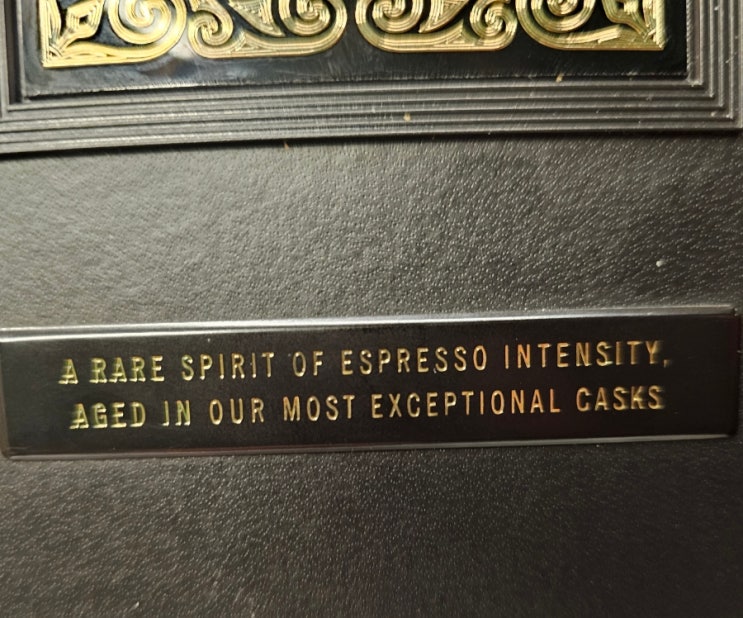 A RARE SPIRIT OF ESPRESSO INTENSITY,
AGED IN OUR MOST EXCEPTIONAL CASKS